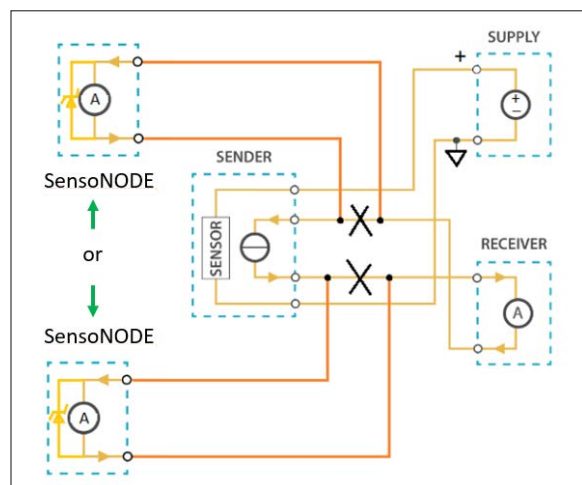 SUPPLY
+
+
−
A
SENDER
SensoNODE
SENSOR
or
RECEIVER
A
SensoNODE
A